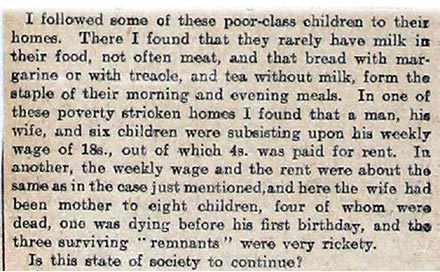 I followed some of these poor-class children to their
homes. There I found that they rarely have milk in
their food, not often meat, and that bread with mar-
garine or with treacle, and tea without milk, form the
staple of their morning and evening meals. In one of
these poverty stricken homes I found that a man, his
wife, and six children were subsisting upon his weekly
wage of 18s., out of which 4s. was paid for rent. In
another, the weekly wage and the rent were about the
same as in the case just mentioned, and here the wife had
been mother to eight children, four of whom were
dead, one was dying before his first birthday, and the
three surviving "remnants" were very rickety.
Is this state of society to continue?